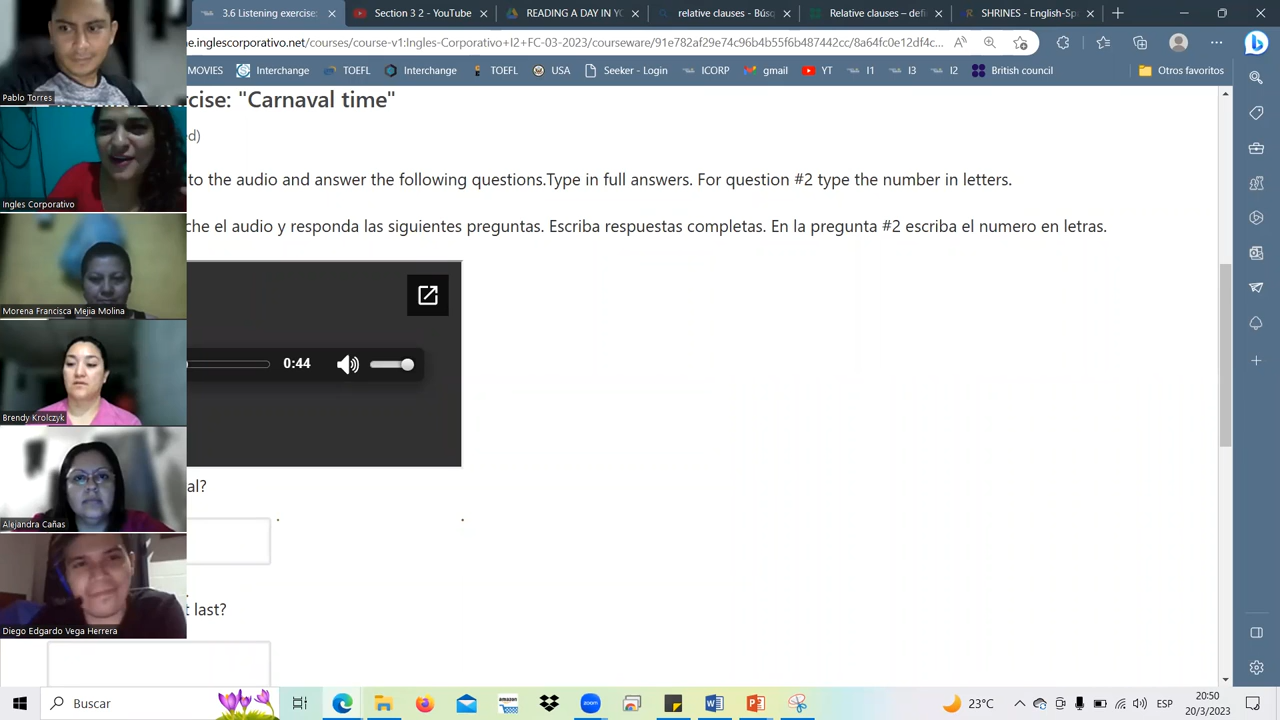 3.6 Listening exercise:
Section 3 2 - YouTube
READING A DAY IN YO
relative clauses - Búsq
Relative clauses – defi
SHRINES - English-Sp
ne.inglescorporativo.net/courses/course-v1:Ingles-Corporativo+I2+FC-03-2023/courseware/91e782af29e74c96b4b55f6b487442cc/8a64fc0e12df4c...
MOVIES
Interchange
TOEFL
Interchange
TOEFL
USA
Seeker - Login
ICORP
gmail
YT
I1
I3
I2
British council
Otros favoritos
Pablo Torres
cise: "Carnaval time"
ed)
to the audio and answer the following questions.Type in full answers. For question #2 type the number in letters.
Ingles Corporativo
che el audio y responda las siguientes preguntas. Escriba respuestas completas. En la pregunta #2 escriba el numero en letras.
Morena Francisca Mejia Molina
0:44
Brendy Krolczyk
al?
Alejandra Cañas
t last?
Diego Edgardo Vega Herrera
Buscar
amazon
zoom
23°C
ESP
20:50
20/3/2023